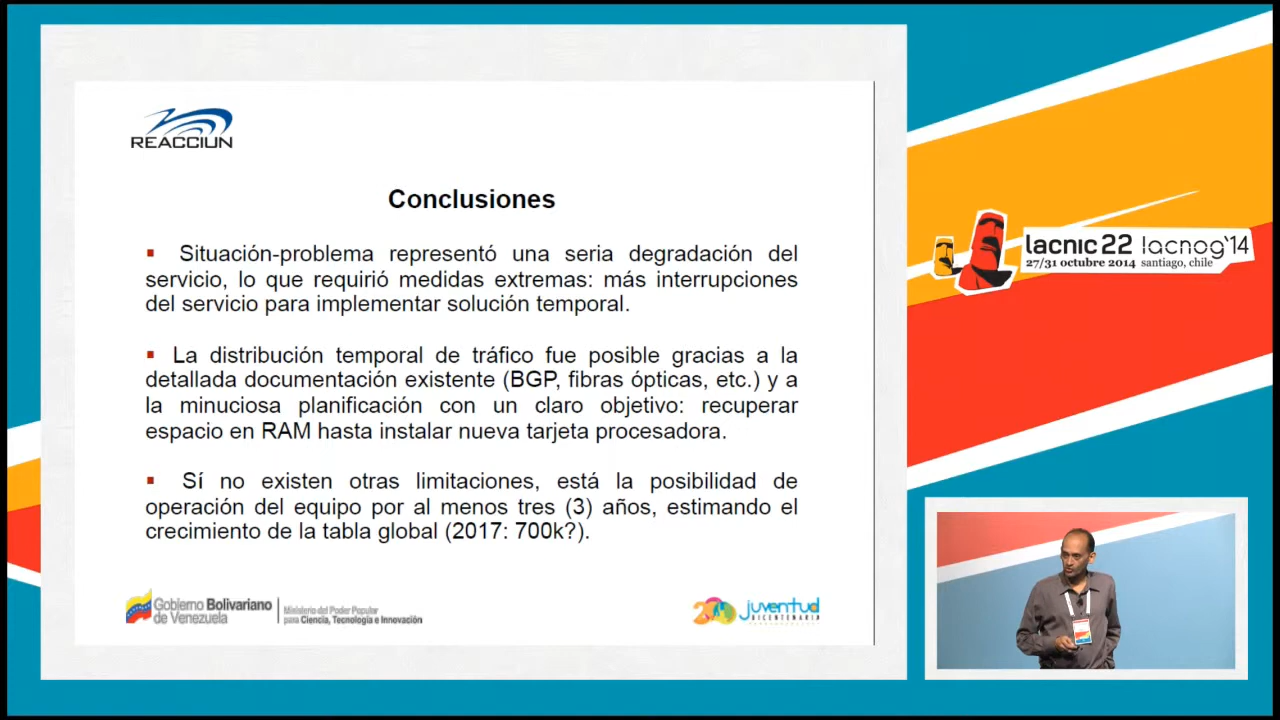 REACCIUN
Conclusiones
▪ Situación-problema representó una seria degradación del
servicio, lo que requirió medidas extremas: más interrupciones
del servicio para implementar solución temporal.
▪ La distribución temporal de tráfico fue posible gracias a la
detallada documentación existente (BGP, fibras ópticas, etc.) y a
la minuciosa planificación con un claro objetivo: recuperar
espacio en RAM hasta instalar nueva tarjeta procesadora.
▪ Sí no existen otras limitaciones, está la posibilidad de
operación del equipo por al menos tres (3) años, estimando el
crecimiento de la tabla global (2017: 700k?).
Gobierno Bolivariano
de Venezuela
Ministerio del Poder Popular
para Ciencia, Tecnología e Innovación
200 juventud
BICENTENARIA
lacnic 22 lacnog'14
27/31 octubre 2014 santiago, chile